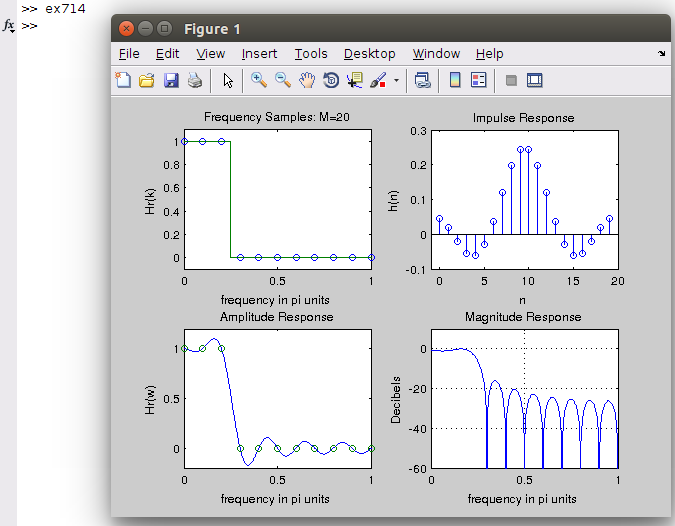 >> ex714
fx >>
Figure 1
File Edit View Insert Tools Desktop Window Help
Frequency Samples: M=20
1
0.8
0.6
0.4
0.2
0
Hr(k)
0 0.5 1
frequency in pi units
Impulse Response
0.3
0.2
0.1
0
-0.1
h(n)
0 5 10 15 20
n
Amplitude Response
1
0.5
0
Hr(w)
0 0.5 1
frequency in pi units
Magnitude Response
0
-20
-40
-60
Decibels
0 0.5 1
frequency in pi units